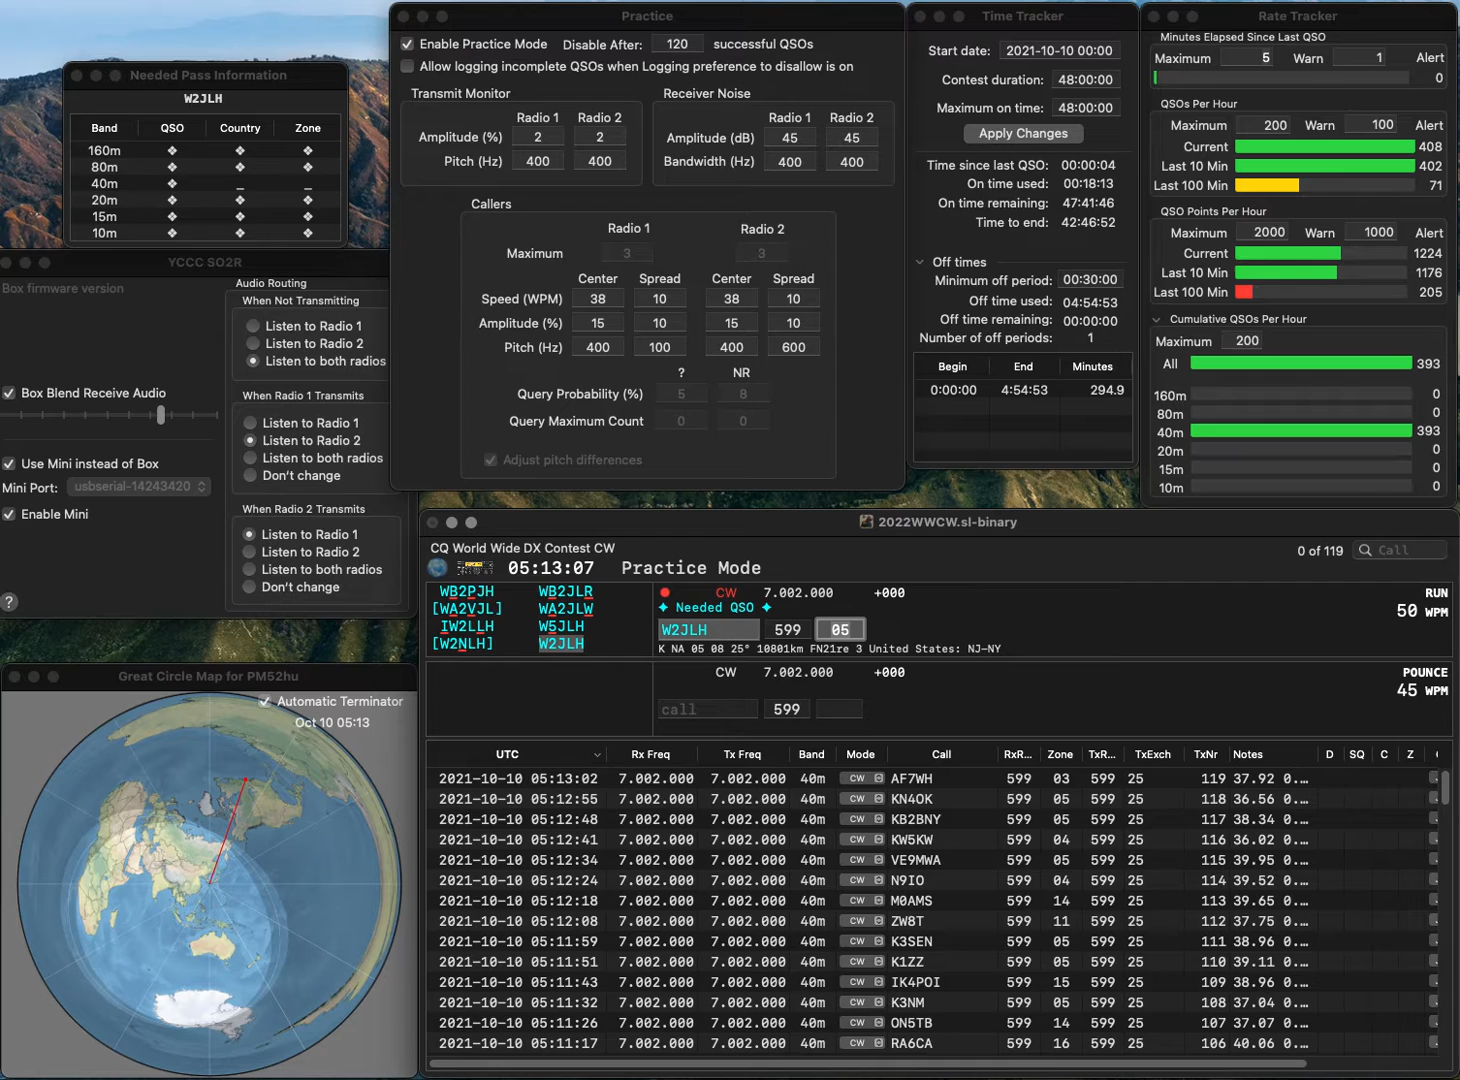 Needed Pass Information
W2JLH
Band QSO Country Zone
160m ❖ ❖ ❖
80m ❖ ❖ ❖
40m ❖ _ _
20m ❖ ❖ ❖
15m ❖ ❖ ❖
10m ❖ ❖ ❖
YCCC SO2R
Box firmware version
Box Blend Receive Audio
Use Mini instead of Box
Mini Port: usbserial-14243420
Enable Mini
?
Audio Routing
When Not Transmitting
Listen to Radio 1
Listen to Radio 2
Listen to both radios
When Radio 1 Transmits
Listen to Radio 1
Listen to Radio 2
Listen to both radios
Don't change
When Radio 2 Transmits
Listen to Radio 1
Listen to Radio 2
Listen to both radios
Don't change
Practice
Enable Practice Mode Disable After: 120 successful QSOs
Allow logging incomplete QSOs when Logging preference to disallow is on
Transmit Monitor
Radio 1 Radio 2
Amplitude (%) 2 2
Pitch (Hz) 400 400
Receiver Noise
Radio 1 Radio 2
Amplitude (dB) 45 45
Bandwidth (Hz) 400 400
Callers
Radio 1 Radio 2
Maximum 3 3
Center Spread Center Spread
Speed (WPM) 38 10 38 10
Amplitude (%) 15 10 15 10
Pitch (Hz) 400 100 400 600
? NR
Query Probability (%) 5 8
Query Maximum Count 0 0
Adjust pitch differences
Time Tracker
Start date: 2021-10-10 00:00
Contest duration: 48:00:00
Maximum on time: 48:00:00
Apply Changes
Time since last QSO: 00:00:04
On time used: 00:18:13
On time remaining: 47:41:46
Time to end: 42:46:52
Off times
Minimum off period: 00:30:00
Off time used: 04:54:53
Off time remaining: 00:00:00
Number of off periods: 1
Begin End Minutes
0:00:00 4:54:53 294.9
Rate Tracker
Minutes Elapsed Since Last QSO
Maximum 5 Warn 1 Alert
0
QSOs Per Hour
Maximum 200 Warn 100 Alert
Current 408
Last 10 Min 402
Last 100 Min 71
QSO Points Per Hour
Maximum 2000 Warn 1000 Alert
Current 1224
Last 10 Min 1176
Last 100 Min 205
Cumulative QSOs Per Hour
Maximum 200
All 393
160m 0
80m 0
40m 393
20m 0
15m 0
10m 0
Great Circle Map for PM52hu
Automatic Terminator
Oct 10 05:13
2022WWCW.sl-binary
CQ World Wide DX Contest CW
0 of 119 Call
05:13:07 Practice Mode
WB2PJH WB2JLR
[WA2VJL] WA2JLW
IW2LLH W5JLH
[W2NLH] W2JLH
CW 7.002.000 +000 RUN
✦ Needed QSO ✦ 50 WPM
W2JLH 599 05
K NA 05 08 25° 10801km FN21re 3 United States: NJ-NY
CW 7.002.000 +000 POUNCE
45 WPM
call 599
UTC Rx Freq Tx Freq Band Mode Call RxR... Zone TxR... TxExch TxNr Notes D SQ C Z
2021-10-10 05:13:02 7.002.000 7.002.000 40m CW AF7WH 599 03 599 25 119 37.92 0....
2021-10-10 05:12:55 7.002.000 7.002.000 40m CW KN4OK 599 05 599 25 118 36.56 0....
2021-10-10 05:12:48 7.002.000 7.002.000 40m CW KB2BNY 599 05 599 25 117 38.34 0....
2021-10-10 05:12:41 7.002.000 7.002.000 40m CW KW5KW 599 04 599 25 116 36.02 0....
2021-10-10 05:12:34 7.002.000 7.002.000 40m CW VE9MWA 599 05 599 25 115 39.95 0....
2021-10-10 05:12:24 7.002.000 7.002.000 40m CW N9IO 599 04 599 25 114 39.52 0....
2021-10-10 05:12:18 7.002.000 7.002.000 40m CW M0AMS 599 14 599 25 113 39.65 0....
2021-10-10 05:12:08 7.002.000 7.002.000 40m CW ZW8T 599 11 599 25 112 37.75 0....
2021-10-10 05:11:59 7.002.000 7.002.000 40m CW K3SEN 599 05 599 25 111 38.96 0....
2021-10-10 05:11:51 7.002.000 7.002.000 40m CW K1ZZ 599 05 599 25 110 39.11 0....
2021-10-10 05:11:43 7.002.000 7.002.000 40m CW IK4POI 599 15 599 25 109 38.96 0....
2021-10-10 05:11:32 7.002.000 7.002.000 40m CW K3NM 599 05 599 25 108 37.04 0....
2021-10-10 05:11:26 7.002.000 7.002.000 40m CW ON5TB 599 14 599 25 107 37.07 0....
2021-10-10 05:11:17 7.002.000 7.002.000 40m CW RA6CA 599 16 599 25 106 40.06 0....